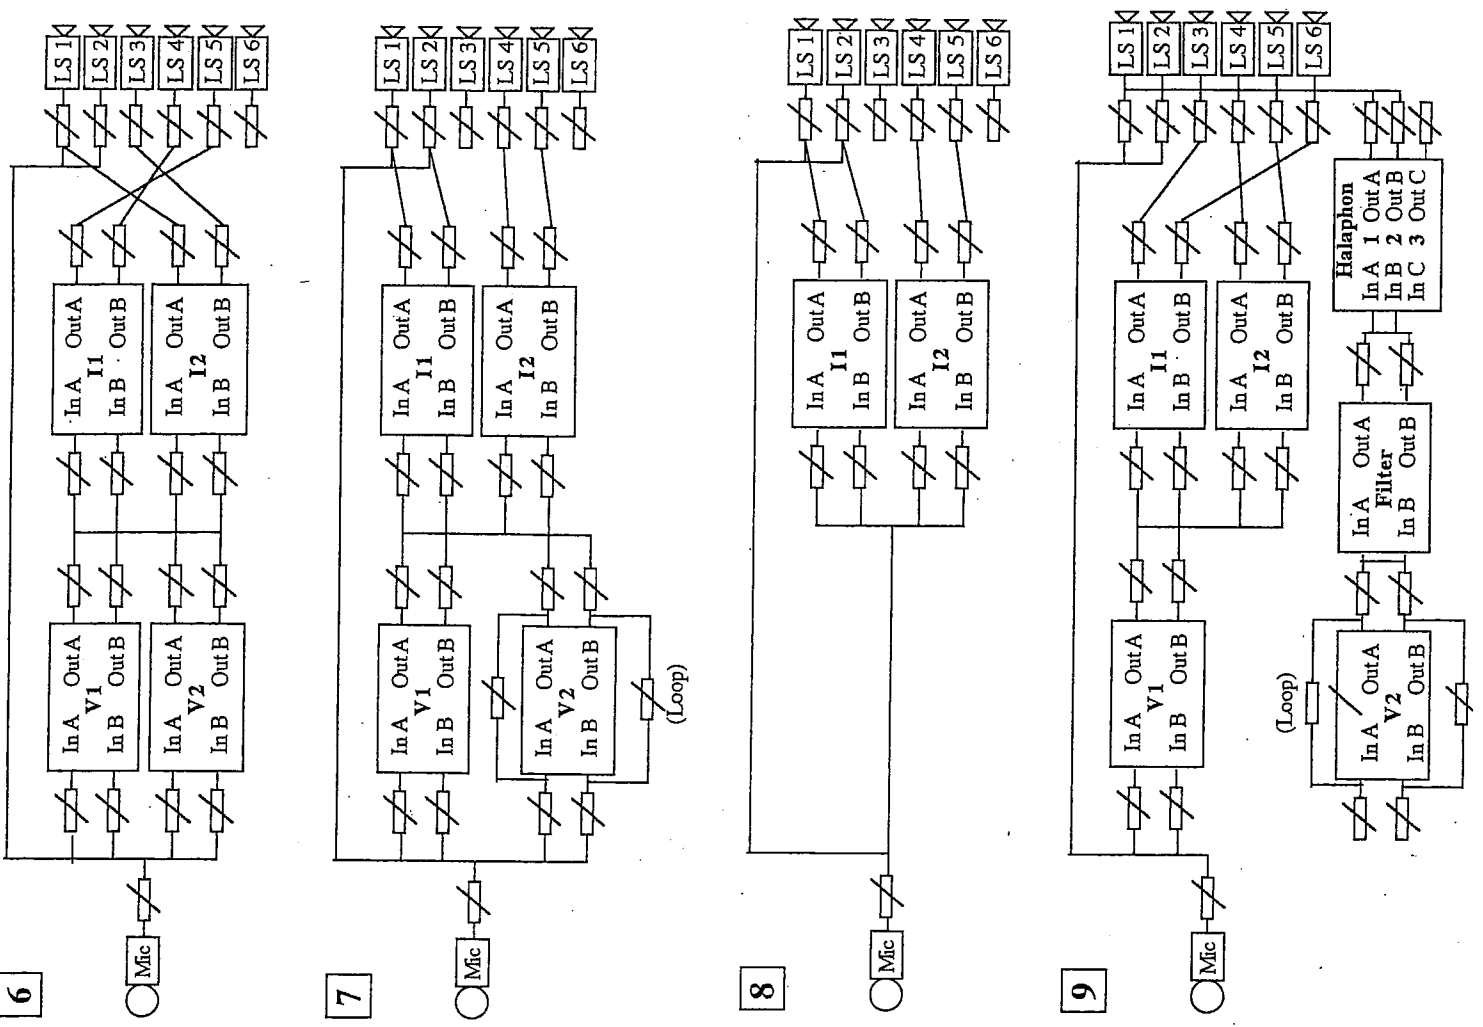 6
LS 1
LS 2
LS 3
LS 4
LS 5
LS 6
In A Out A
I1
In B Out B
In A Out A
I2
In B Out B
In A Out A
V1
In B Out B
In A Out A
V2
In B Out B
Mic
7
LS 1
LS 2
LS 3
LS 4
LS 5
LS 6
In A Out A
I1
In B Out B
In A Out A
I2
In B Out B
In A Out A
V1
In B Out B
In A Out A
V2
In B Out B
(Loop)
Mic
8
LS 1
LS 2
LS 3
LS 4
LS 5
LS 6
In A Out A
I1
In B Out B
In A Out A
I2
In B Out B
Mic
9
LS 1
LS 2
LS 3
LS 4
LS 5
LS 6
In A Out A
I1
In B Out B
In A Out A
I2
In B Out B
In A Out A
V1
In B Out B
Mic
Halaphon
In A 1 Out A
In B 2 Out B
In C 3 Out C
In A Out A
Filter
In B Out B
(Loop)
In A Out A
V2
In B Out B